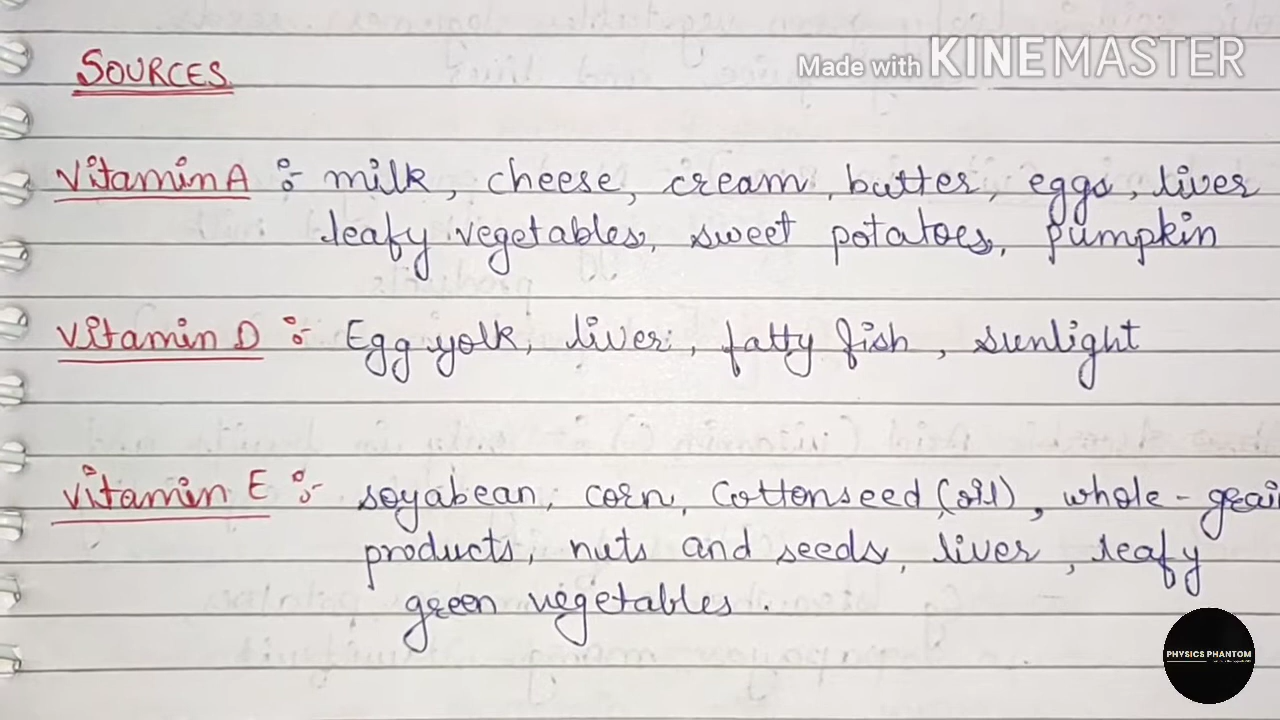 Made with KINEMASTER
SOURCES.
Vitamin A :- milk, cheese, cream, butter, eggs, liver
leafy vegetables, sweet potatoes, pumpkin
Vitamin D :- Egg yolk, liver, fatty fish, sunlight
Vitamin E :- soyabean, corn, cottonseed (oil), whole-grai
products, nuts and seeds, liver, leafy
green vegetables.
PHYSICS PHANTOM